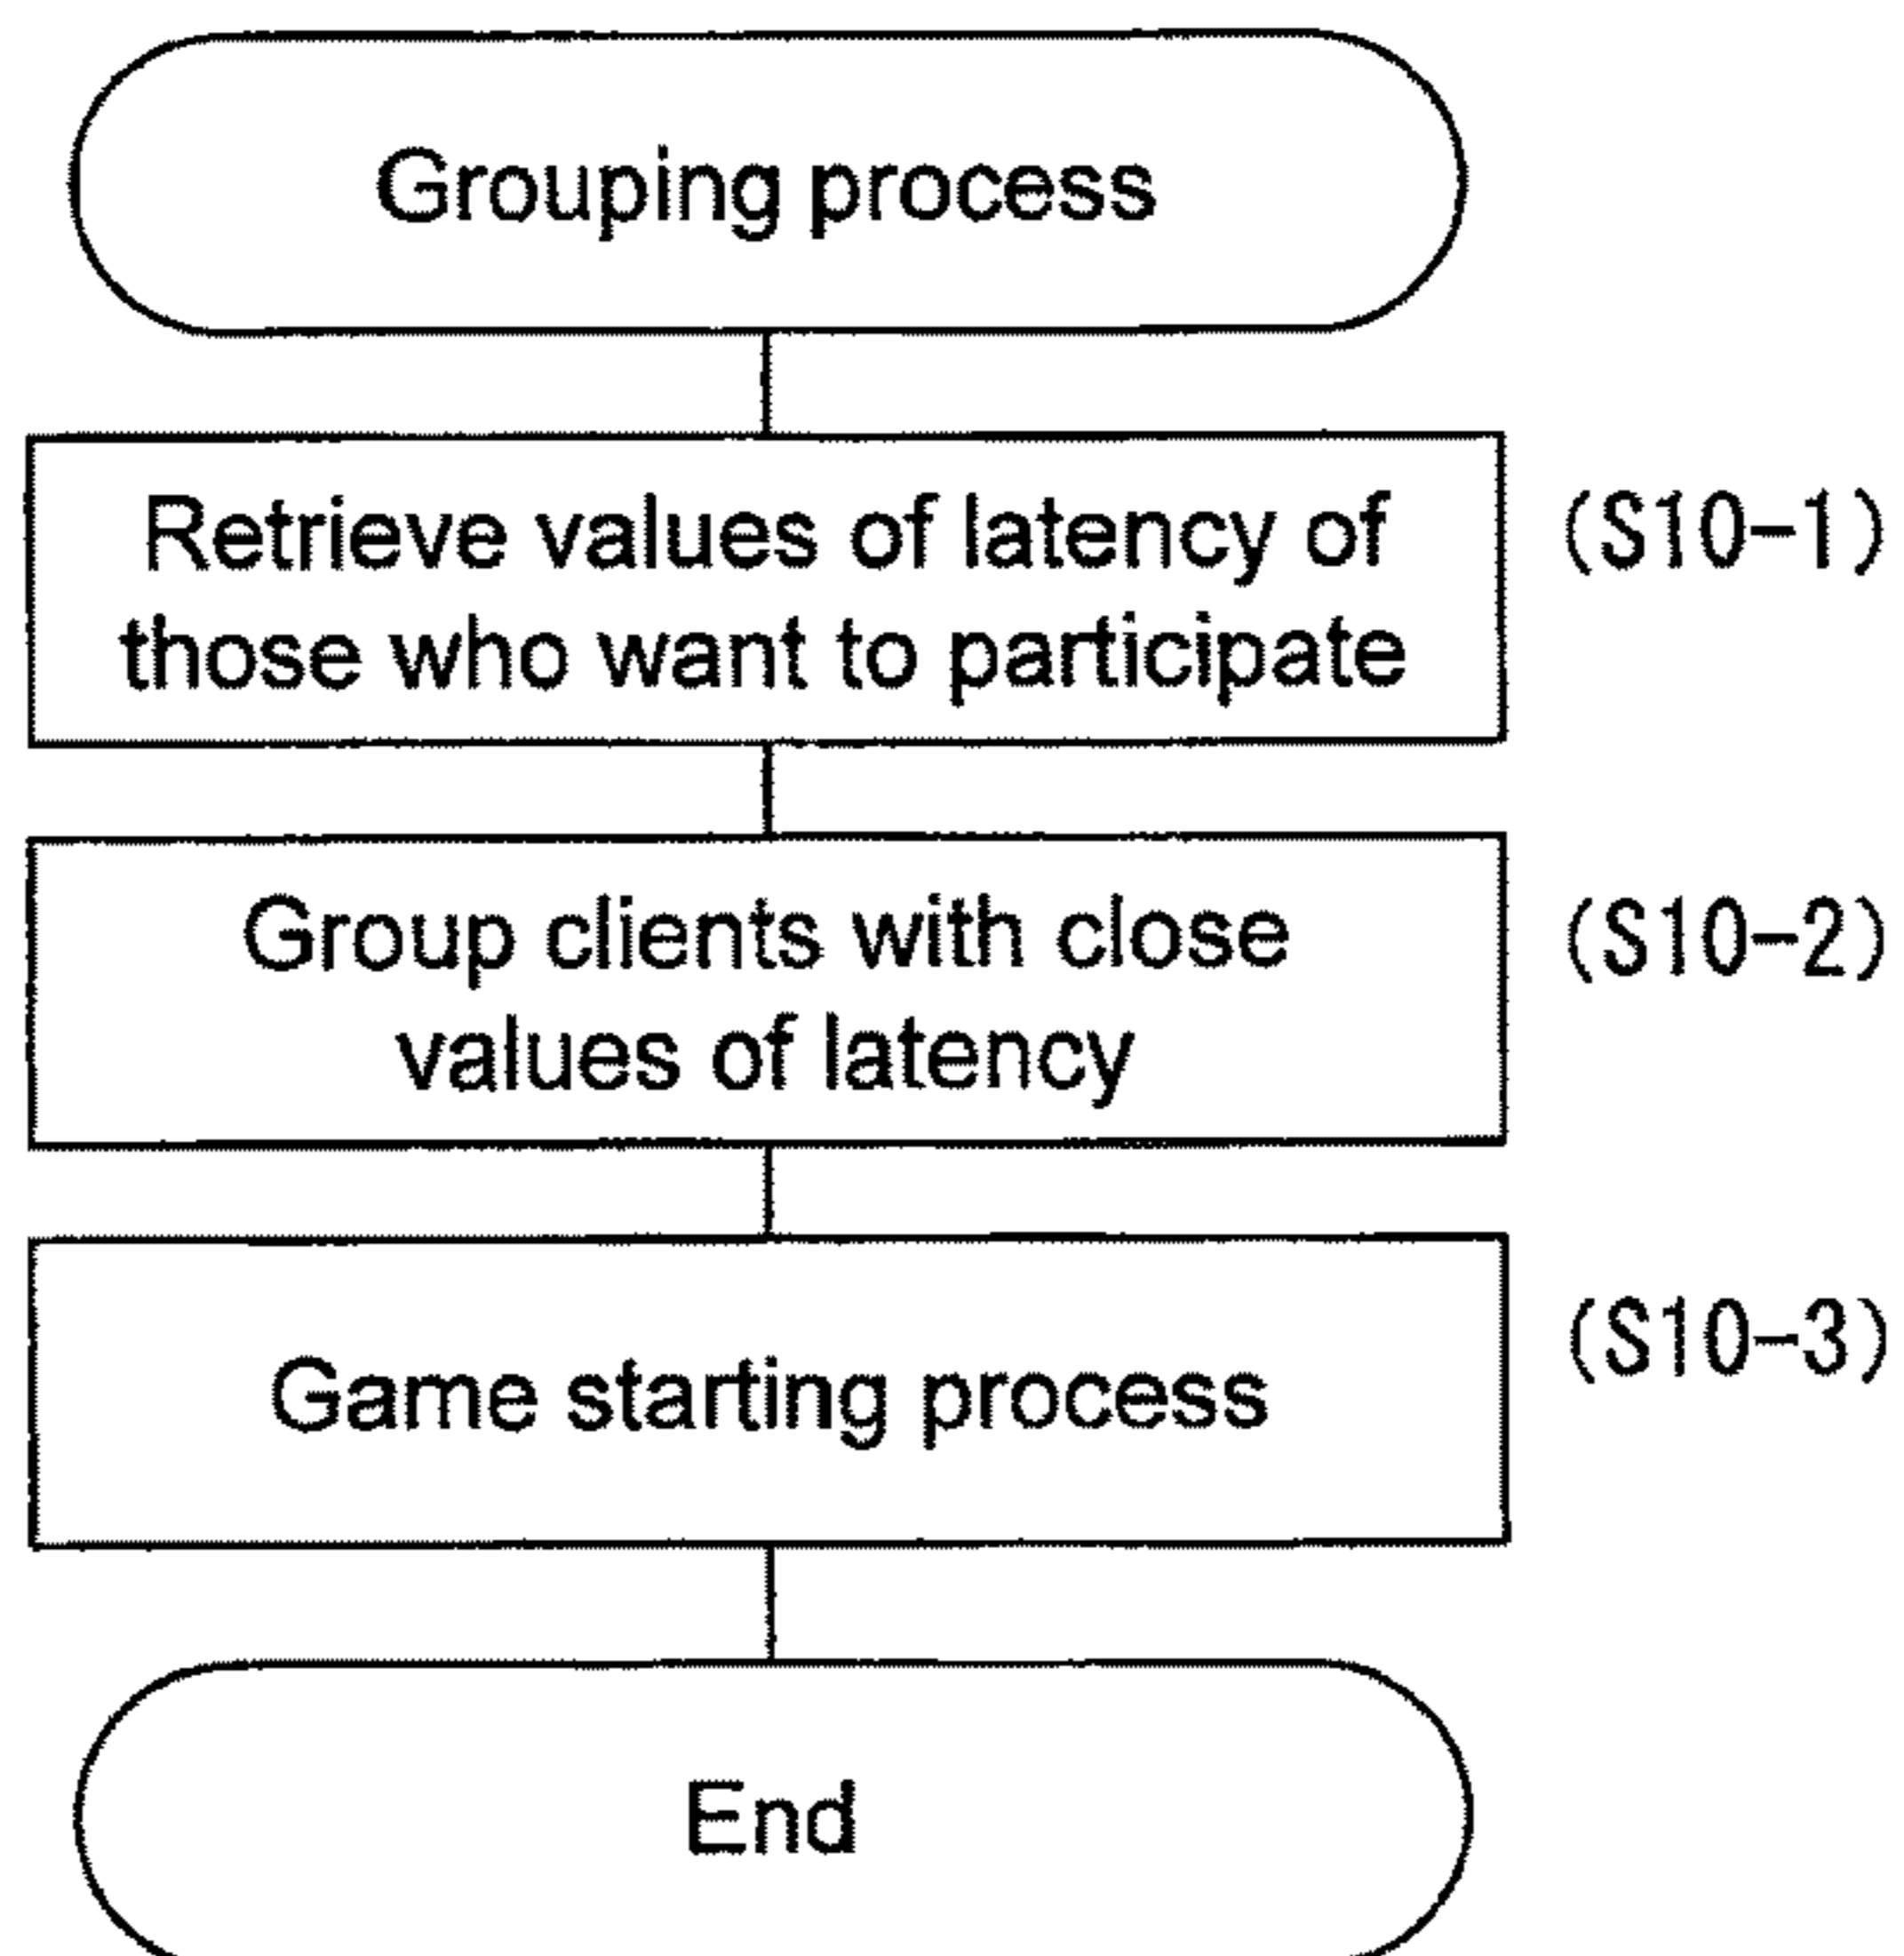 Grouping process
Retrieve values of latency of
those who want to participate
(S10-1)
Group clients with close
values of latency
(S10-2)
Game starting process
(S10-3)
End